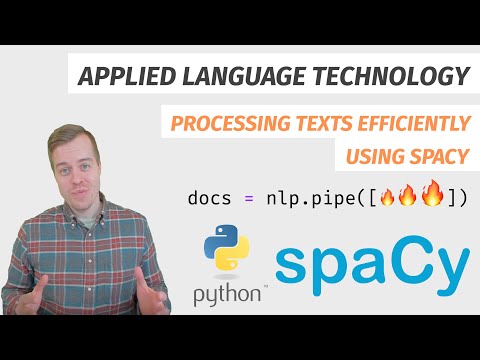 APPLIED LANGUAGE TECHNOLOGY
PROCESSING TEXTS EFFICIENTLY
USING SPACY
docs = nlp.pipe([🔥🔥🔥])
python™
spaCy